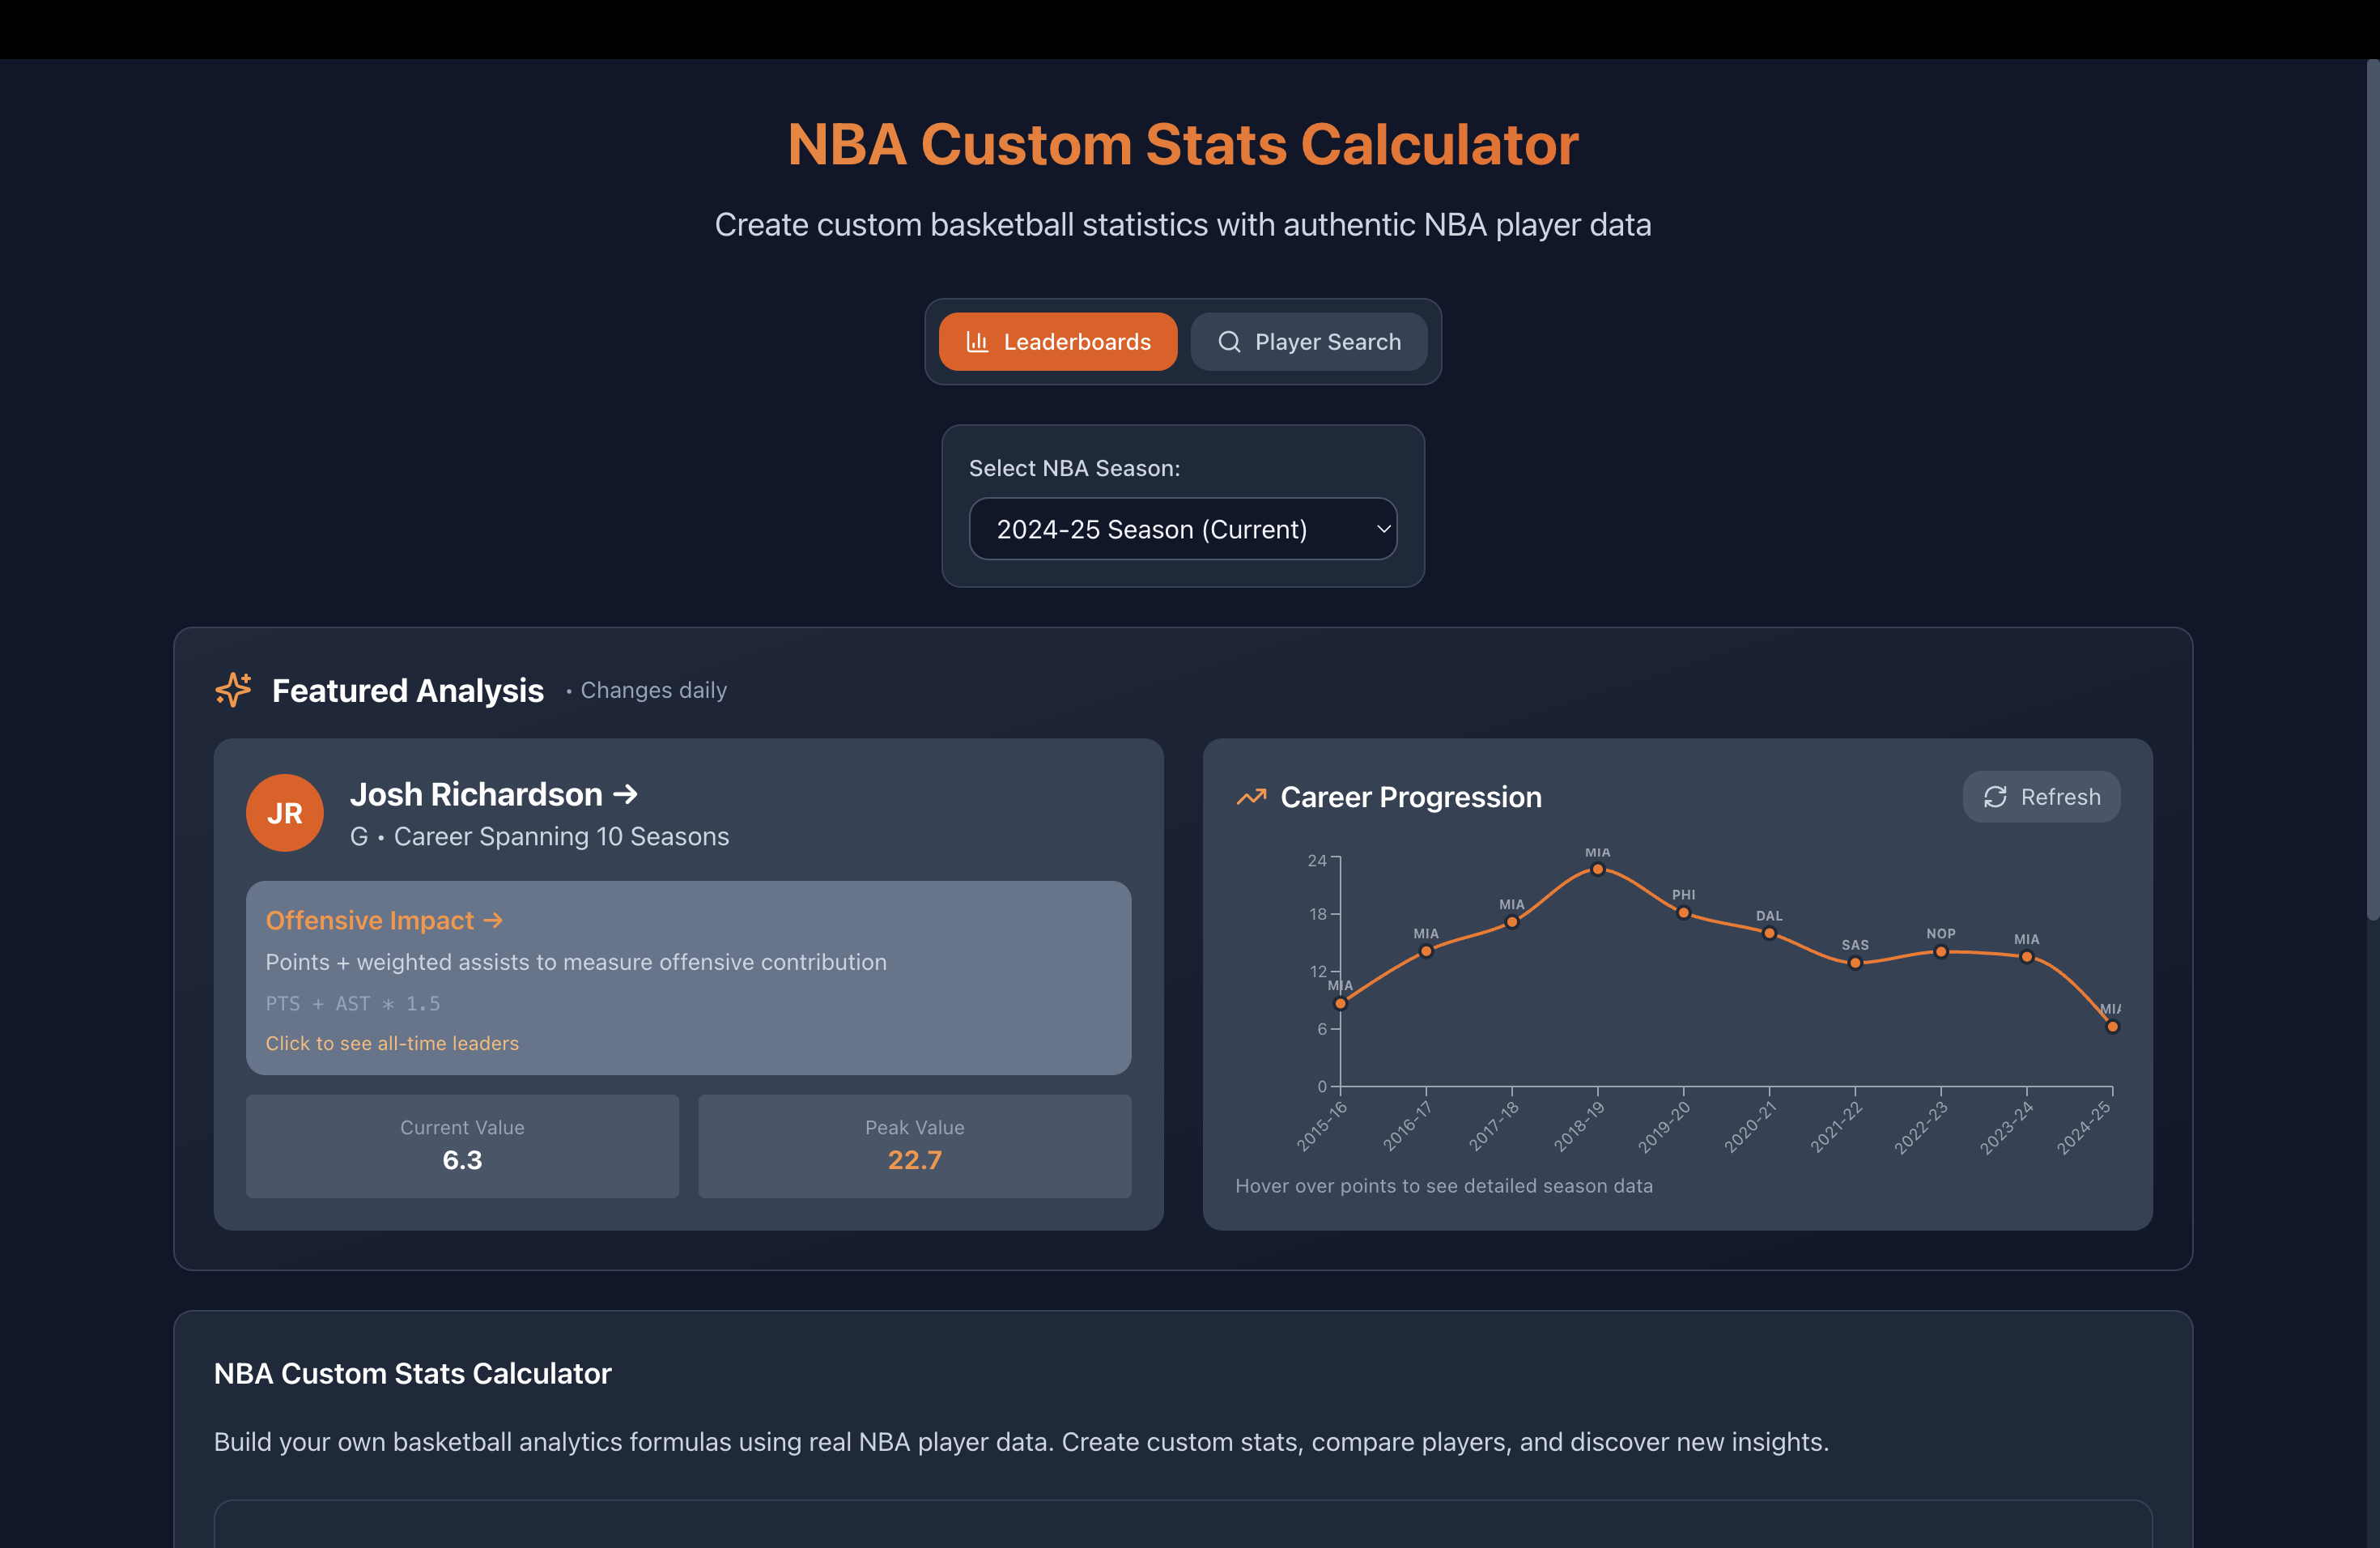 NBA Custom Stats Calculator
Create custom basketball statistics with authentic NBA player data
Leaderboards
Player Search
Select NBA Season:
2024-25 Season (Current)
Featured Analysis • Changes daily
JR
Josh Richardson →
G • Career Spanning 10 Seasons
Offensive Impact →
Points + weighted assists to measure offensive contribution
PTS + AST * 1.5
Click to see all-time leaders
Current Value
6.3
Peak Value
22.7
Career Progression
Refresh
24
18
12
6
0
MIA
MIA
MIA
MIA
PHI
DAL
SAS
NOP
MIA
MIA
2015-16
2016-17
2017-18
2018-19
2019-20
2020-21
2021-22
2022-23
2023-24
2024-25
Hover over points to see detailed season data
NBA Custom Stats Calculator
Build your own basketball analytics formulas using real NBA player data. Create custom stats, compare players, and discover new insights.